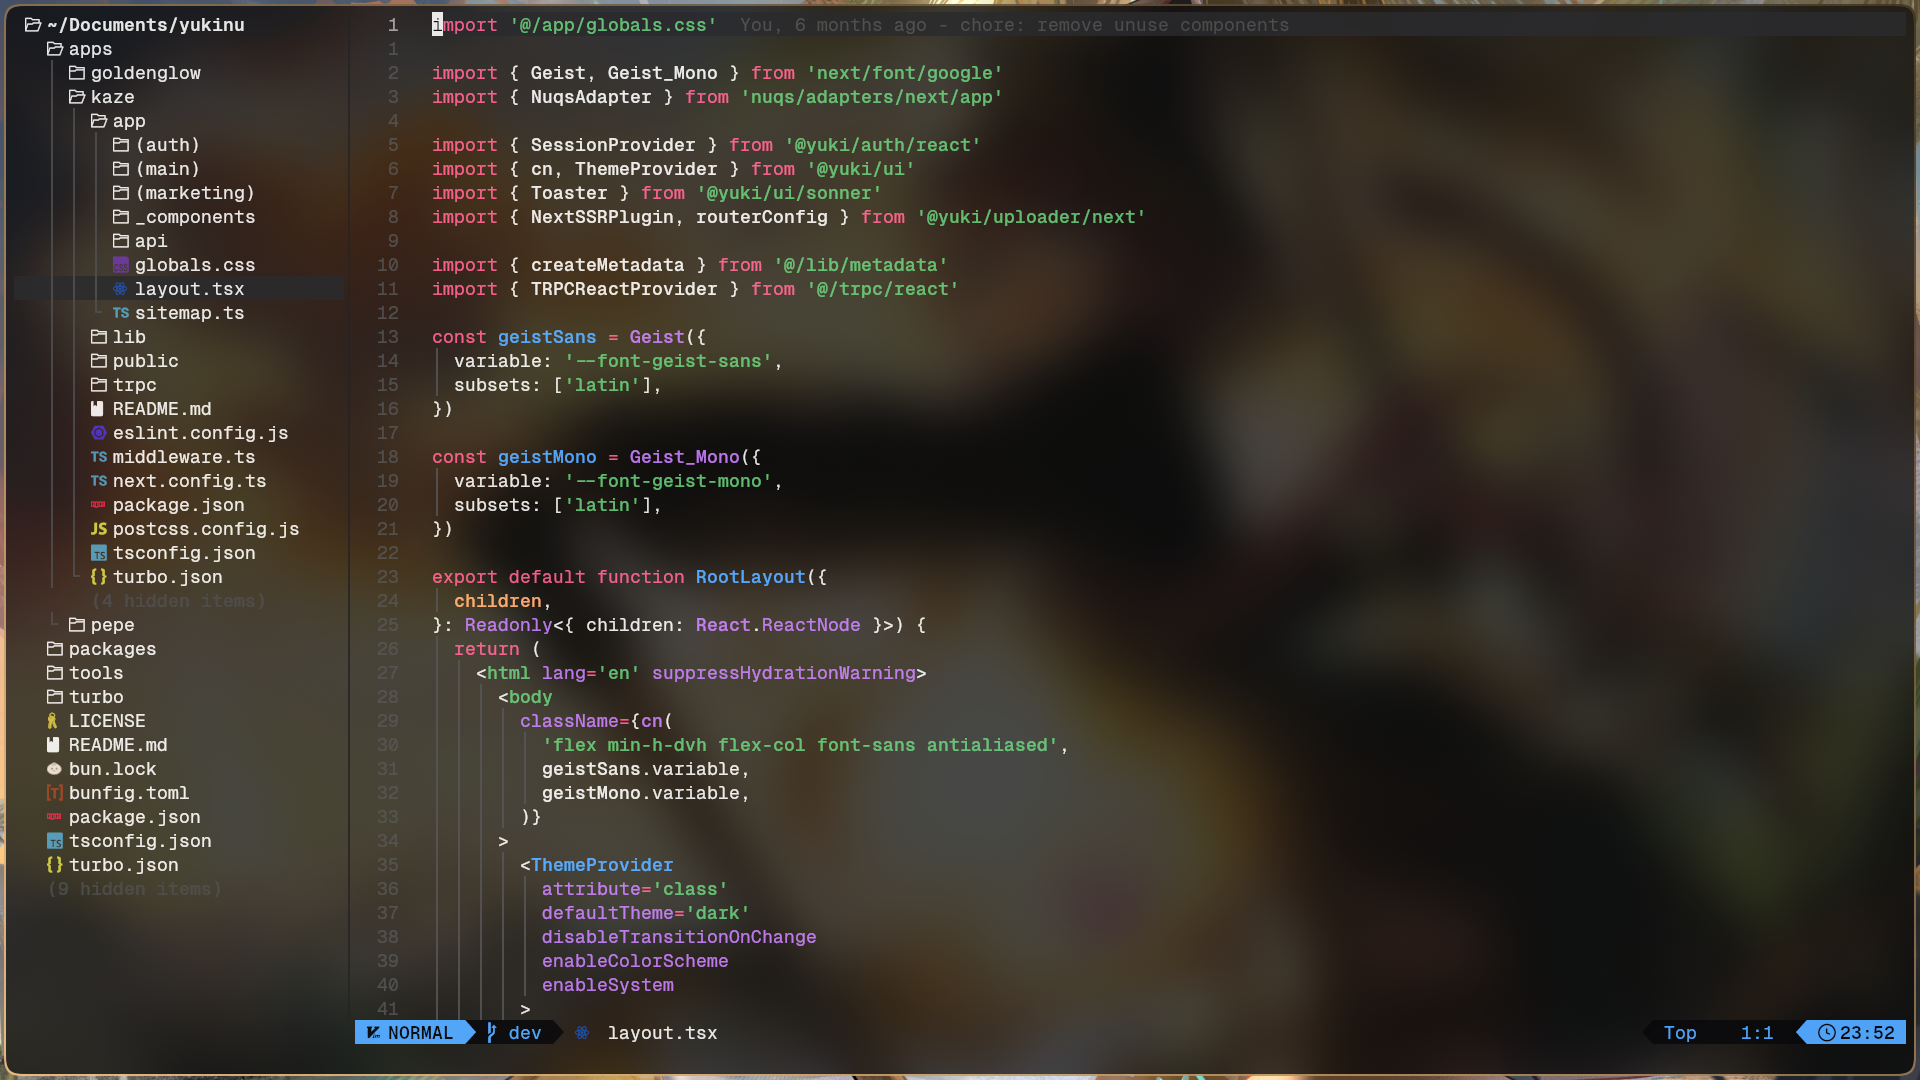 ~/Documents/yukinu
apps
goldenglow
kaze
app
(auth)
(main)
(marketing)
_components
api
globals.css
layout.tsx
TS sitemap.ts
lib
public
trpc
README.md
eslint.config.js
TS middleware.ts
TS next.config.ts
package.json
JS postcss.config.js
TS tsconfig.json
{} turbo.json
(4 hidden items)
pepe
packages
tools
turbo
LICENSE
README.md
bun.lock
[T] bunfig.toml
package.json
TS tsconfig.json
{} turbo.json
(9 hidden items)
1 import '@/app/globals.css' You, 6 months ago - chore: remove unuse components
1
2 import { Geist, Geist_Mono } from 'next/font/google'
3 import { NuqsAdapter } from 'nuqs/adapters/next/app'
4
5 import { SessionProvider } from '@yuki/auth/react'
6 import { cn, ThemeProvider } from '@yuki/ui'
7 import { Toaster } from '@yuki/ui/sonner'
8 import { NextSSRPlugin, routerConfig } from '@yuki/uploader/next'
9
10 import { createMetadata } from '@/lib/metadata'
11 import { TRPCReactProvider } from '@/trpc/react'
12
13 const geistSans = Geist({
14 variable: '--font-geist-sans',
15 subsets: ['latin'],
16 })
17
18 const geistMono = Geist_Mono({
19 variable: '--font-geist-mono',
20 subsets: ['latin'],
21 })
22
23 export default function RootLayout({
24 children,
25 }: Readonly<{ children: React.ReactNode }>) {
26 return (
27 <html lang='en' suppressHydrationWarning>
28 <body
29 className={cn(
30 'flex min-h-dvh flex-col font-sans antialiased',
31 geistSans.variable,
32 geistMono.variable,
33 )}
34 >
35 <ThemeProvider
36 attribute='class'
37 defaultTheme='dark'
38 disableTransitionOnChange
39 enableColorScheme
40 enableSystem
41 >
NORMAL dev layout.tsx Top 1:1 23:52